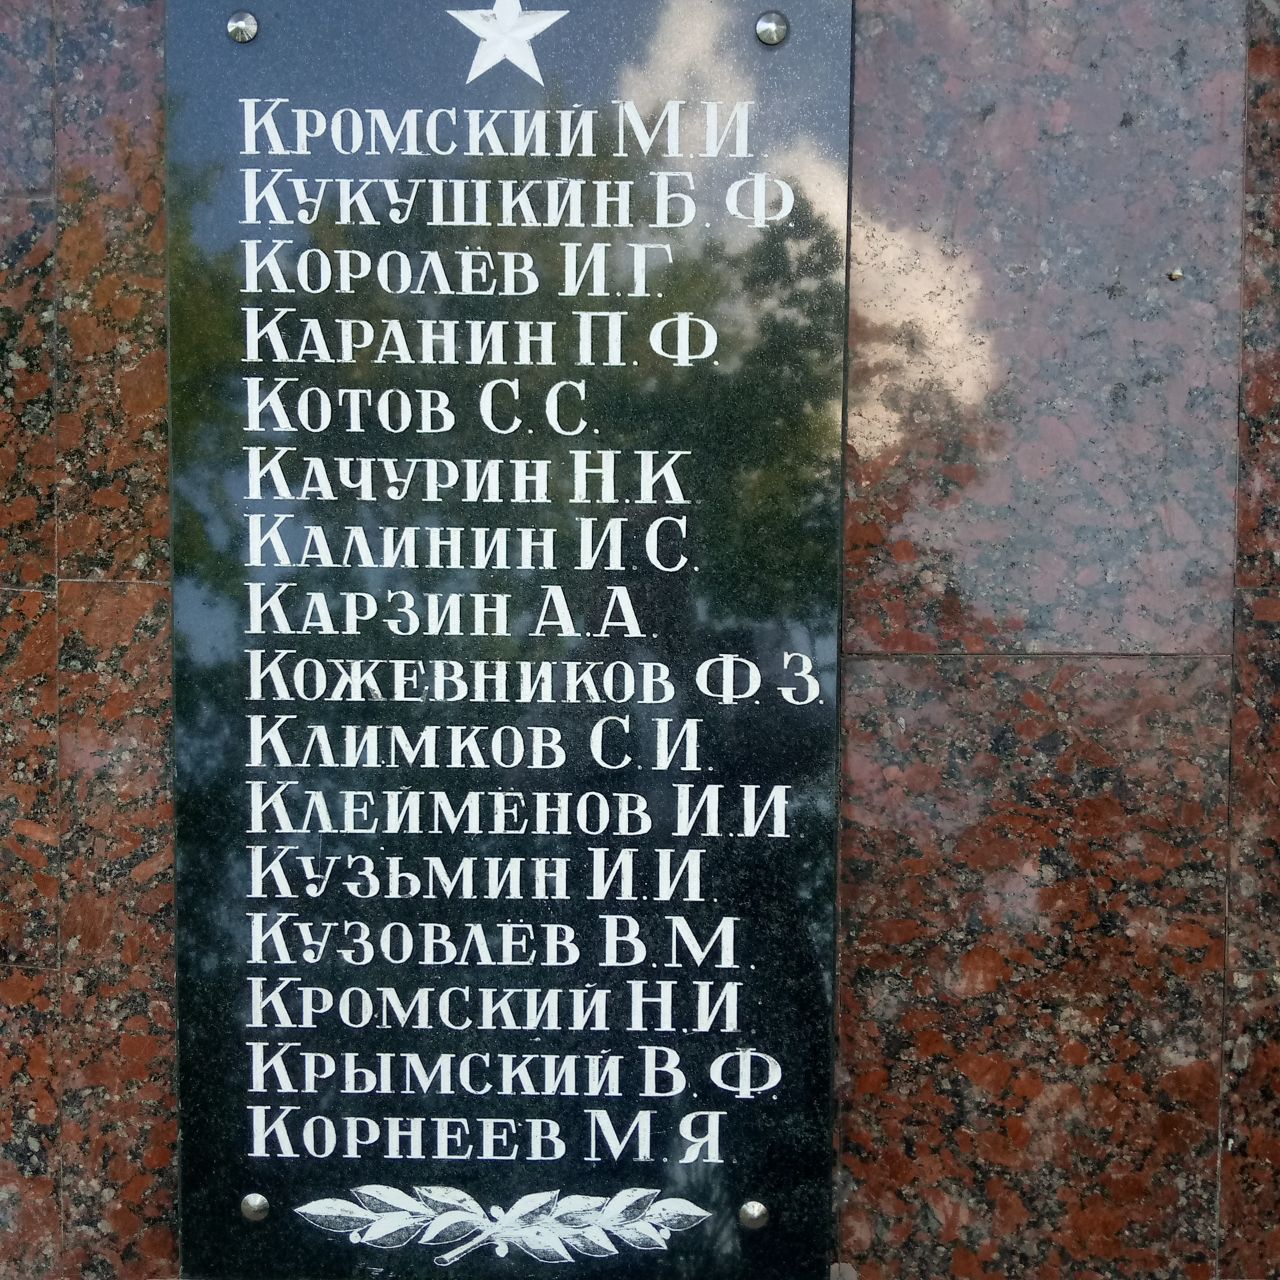 Кромский М.И.
Кукушкин Б.Ф.
Королёв И.Г.
Каранин П.Ф.
Котов С.С.
Качурин Н.К.
Калинин И.С.
Карзин А.А.
Кожевников Ф.З.
Климков С.И.
Клейменов И.И.
Кузьмин И.И.
Кузовлёв В.М.
Кромский Н.И.
Крымский В.Ф.
Корнеев М.Я.